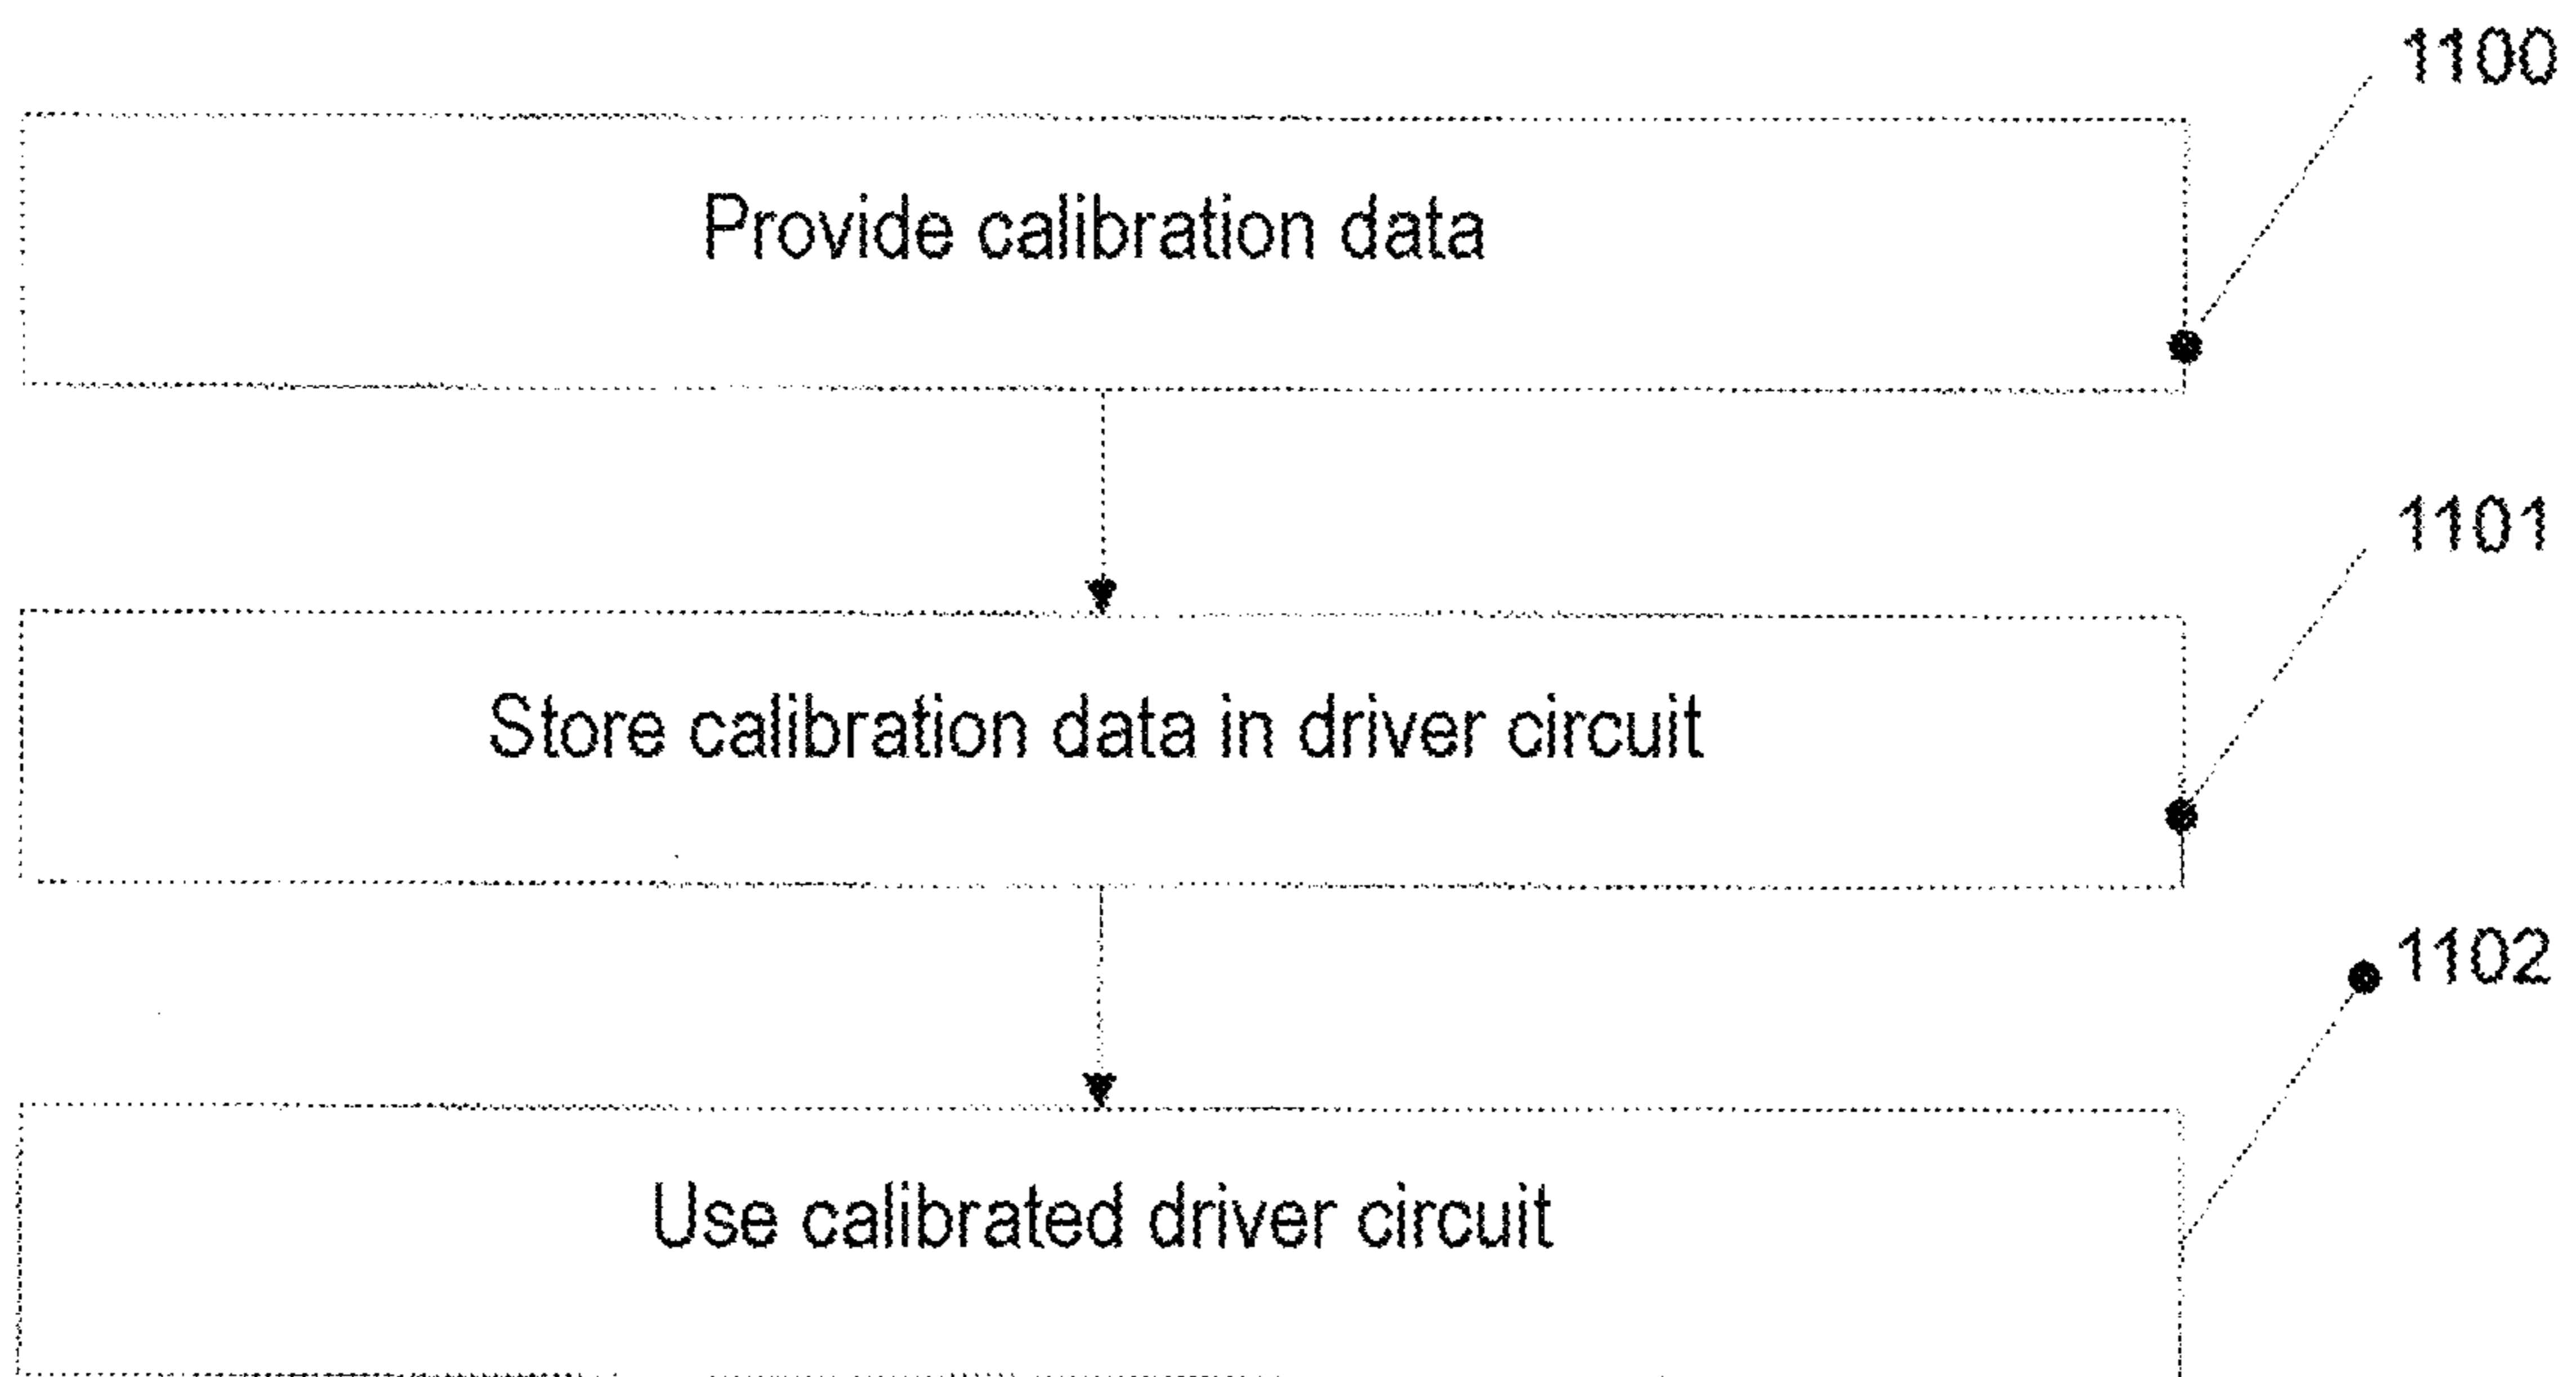 1100
Provide calibration data
1101
Store calibration data in driver circuit
1102
Use calibrated driver circuit